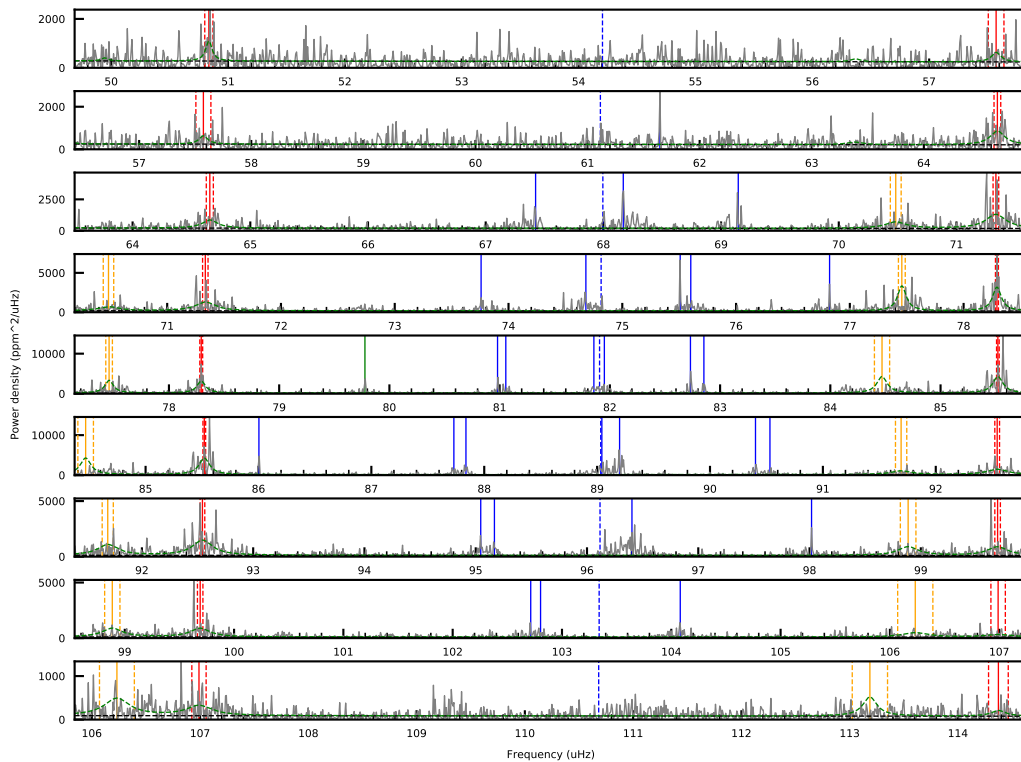 2000
0
50 51 52 53 54 55 56 57
2000
0
57 58 59 60 61 62 63 64
2500
0
64 65 66 67 68 69 70 71
5000
0
71 72 73 74 75 76 77 78
10000
0
78 79 80 81 82 83 84 85
10000
0
85 86 87 88 89 90 91 92
5000
0
92 93 94 95 96 97 98 99
5000
0
99 100 101 102 103 104 105 106 107
1000
0
106 107 108 109 110 111 112 113 114
Power density (ppm^2/uHz)
Frequency (uHz)